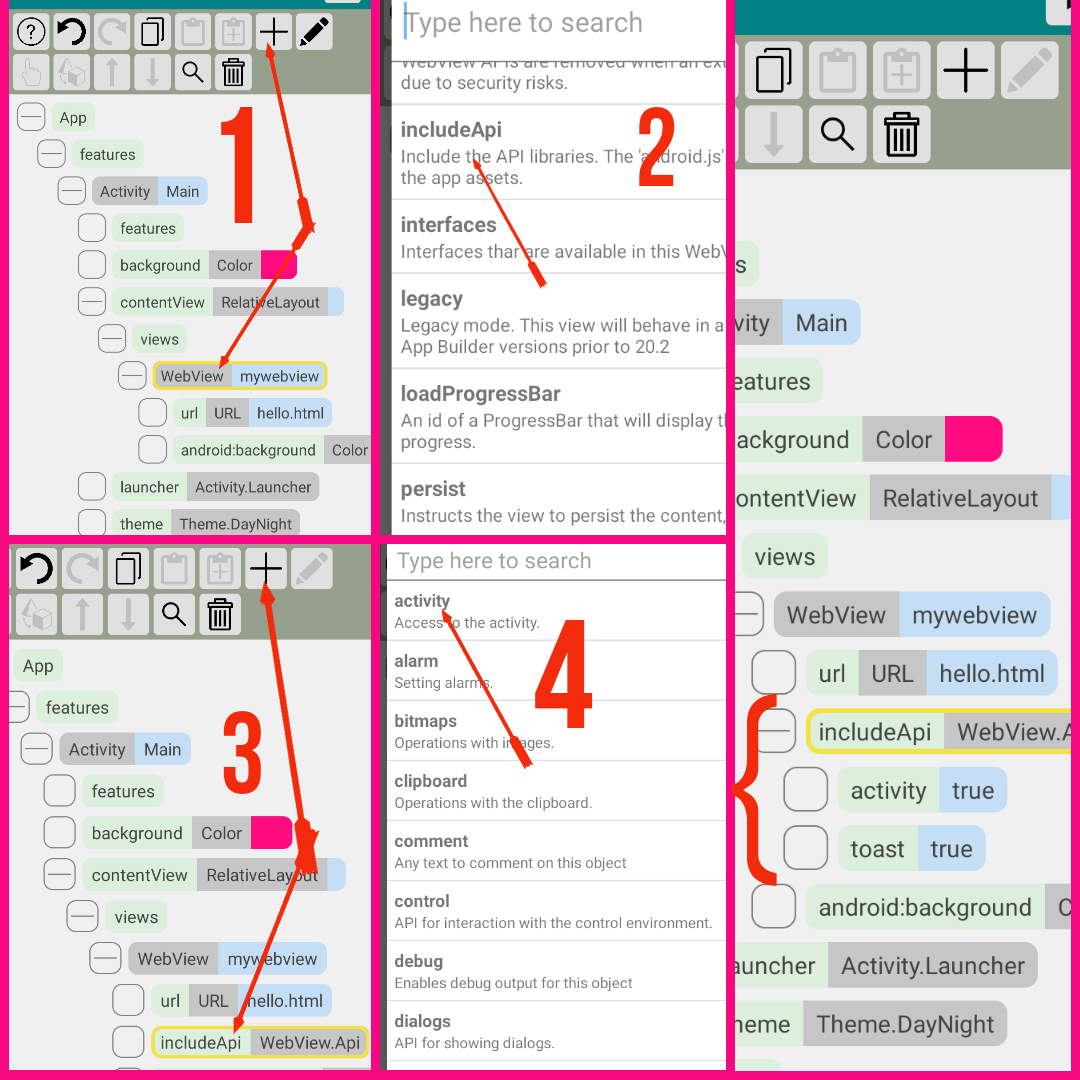 1
App
features
Activity Main
features
background Color
contentView RelativeLayout
views
WebView mywebview
url URL hello.html
android:background Color
launcher Activity.Launcher
theme Theme.DayNight
Type here to search
WebView APIs are removed when an ext
due to security risks.
includeApi
Include the API libraries. The 'android.js'
the app assets.
2
interfaces
Interfaces thar are available in this WebV
legacy
Legacy mode. This view will behave in a
App Builder versions prior to 20.2
loadProgressBar
An id of a ProgressBar that will display th
progress.
persist
Instructs the view to persist the content,
3
App
features
Activity Main
features
background Color
contentView RelativeLayout
views
WebView mywebview
url URL hello.html
includeApi WebView.Api
Type here to search
4
activity
Access to the activity.
alarm
Setting alarms.
bitmaps
Operations with images.
clipboard
Operations with the clipboard.
comment
Any text to comment on this object
control
API for interaction with the control environment.
debug
Enables debug output for this object
dialogs
API for showing dialogs.
s
vity Main
eatures
ackground Color
ontentView RelativeLayout
views
WebView mywebview
url URL hello.html
includeApi WebView.A
activity true
toast true
android:background C
auncher Activity.Launcher
heme Theme.DayNight